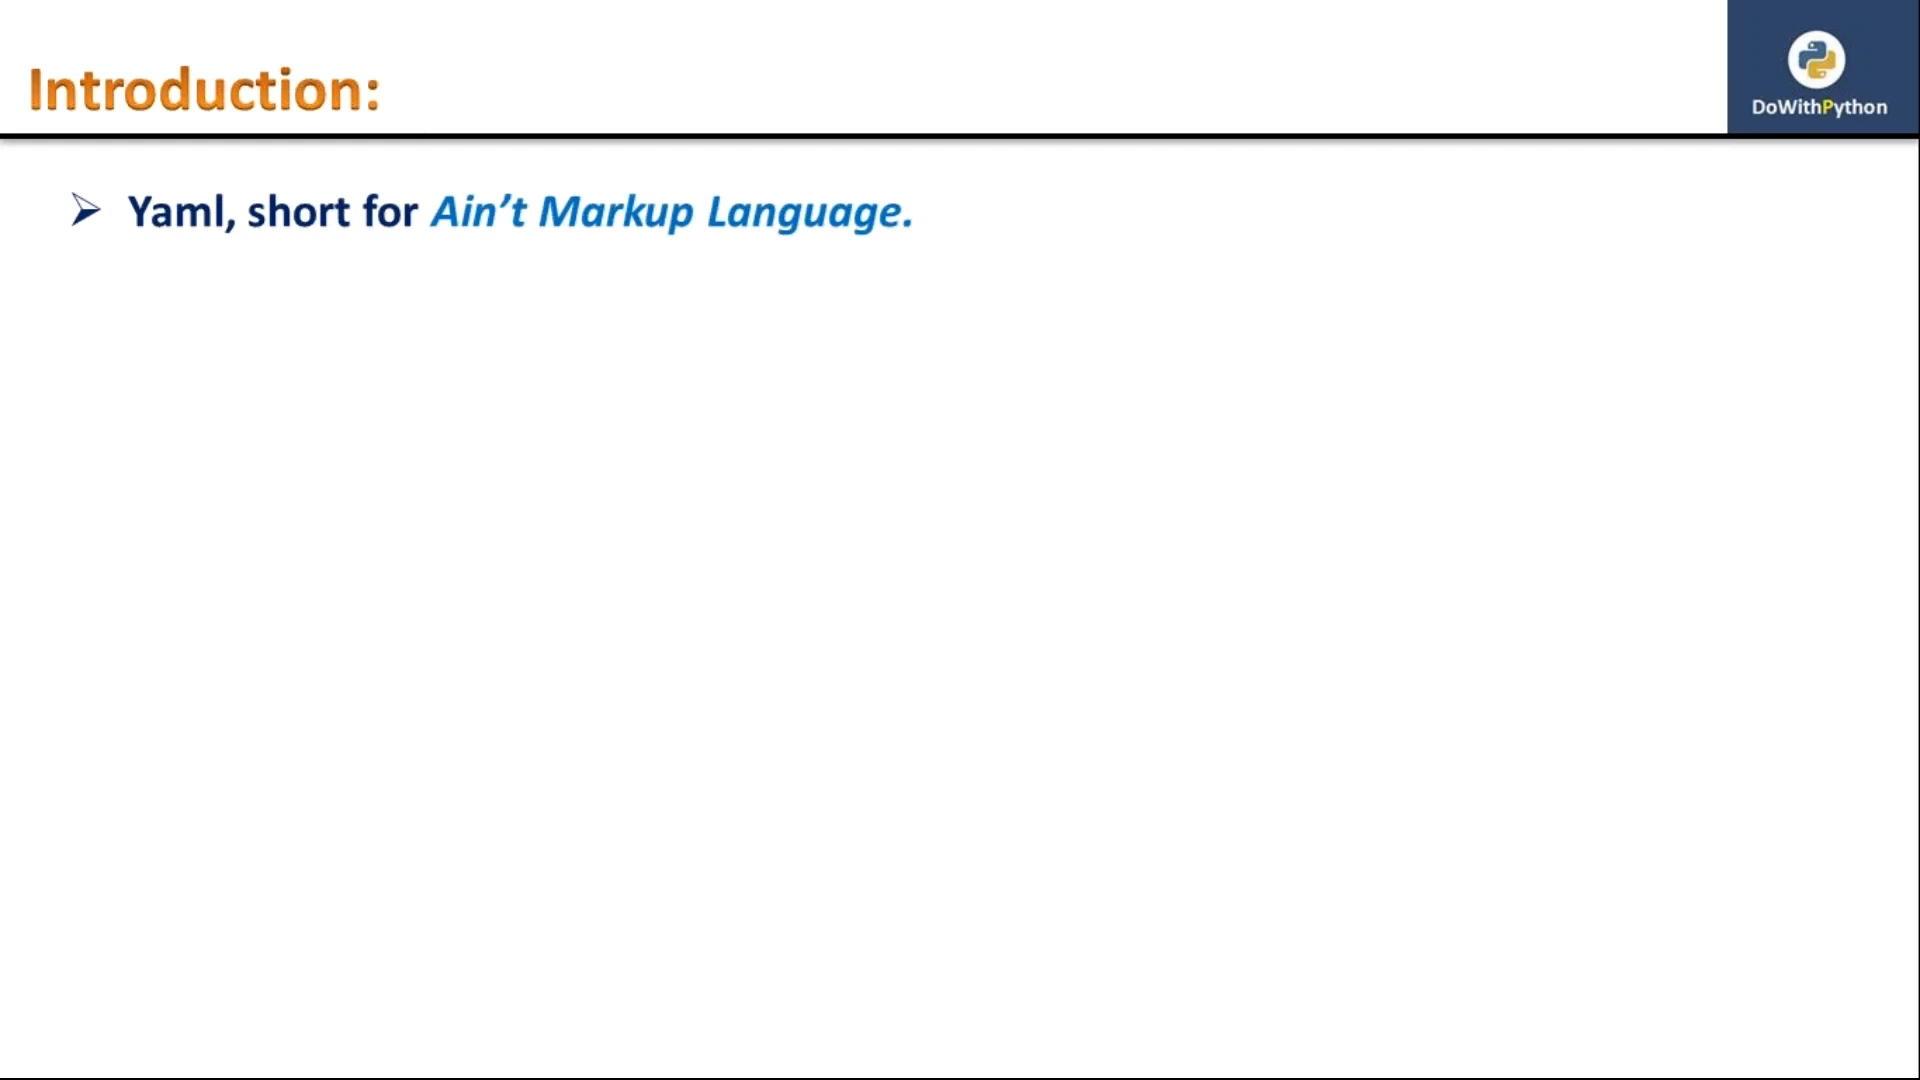 Introduction:
DoWithPython
➢ Yaml, short for Ain’t Markup Language.